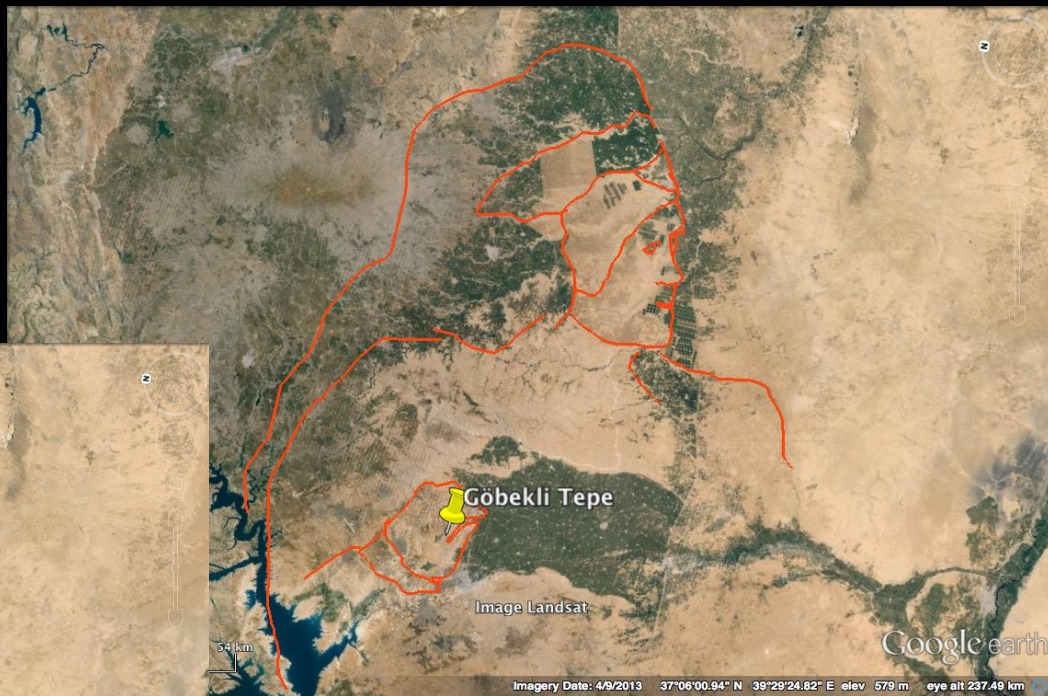 N
N
Göbekli Tepe
Image Landsat
Google earth
54 km
Imagery Date: 4/9/2013 37°06'00.94" N 39°29'24.82" E elev 579 m eye alt 237.49 km